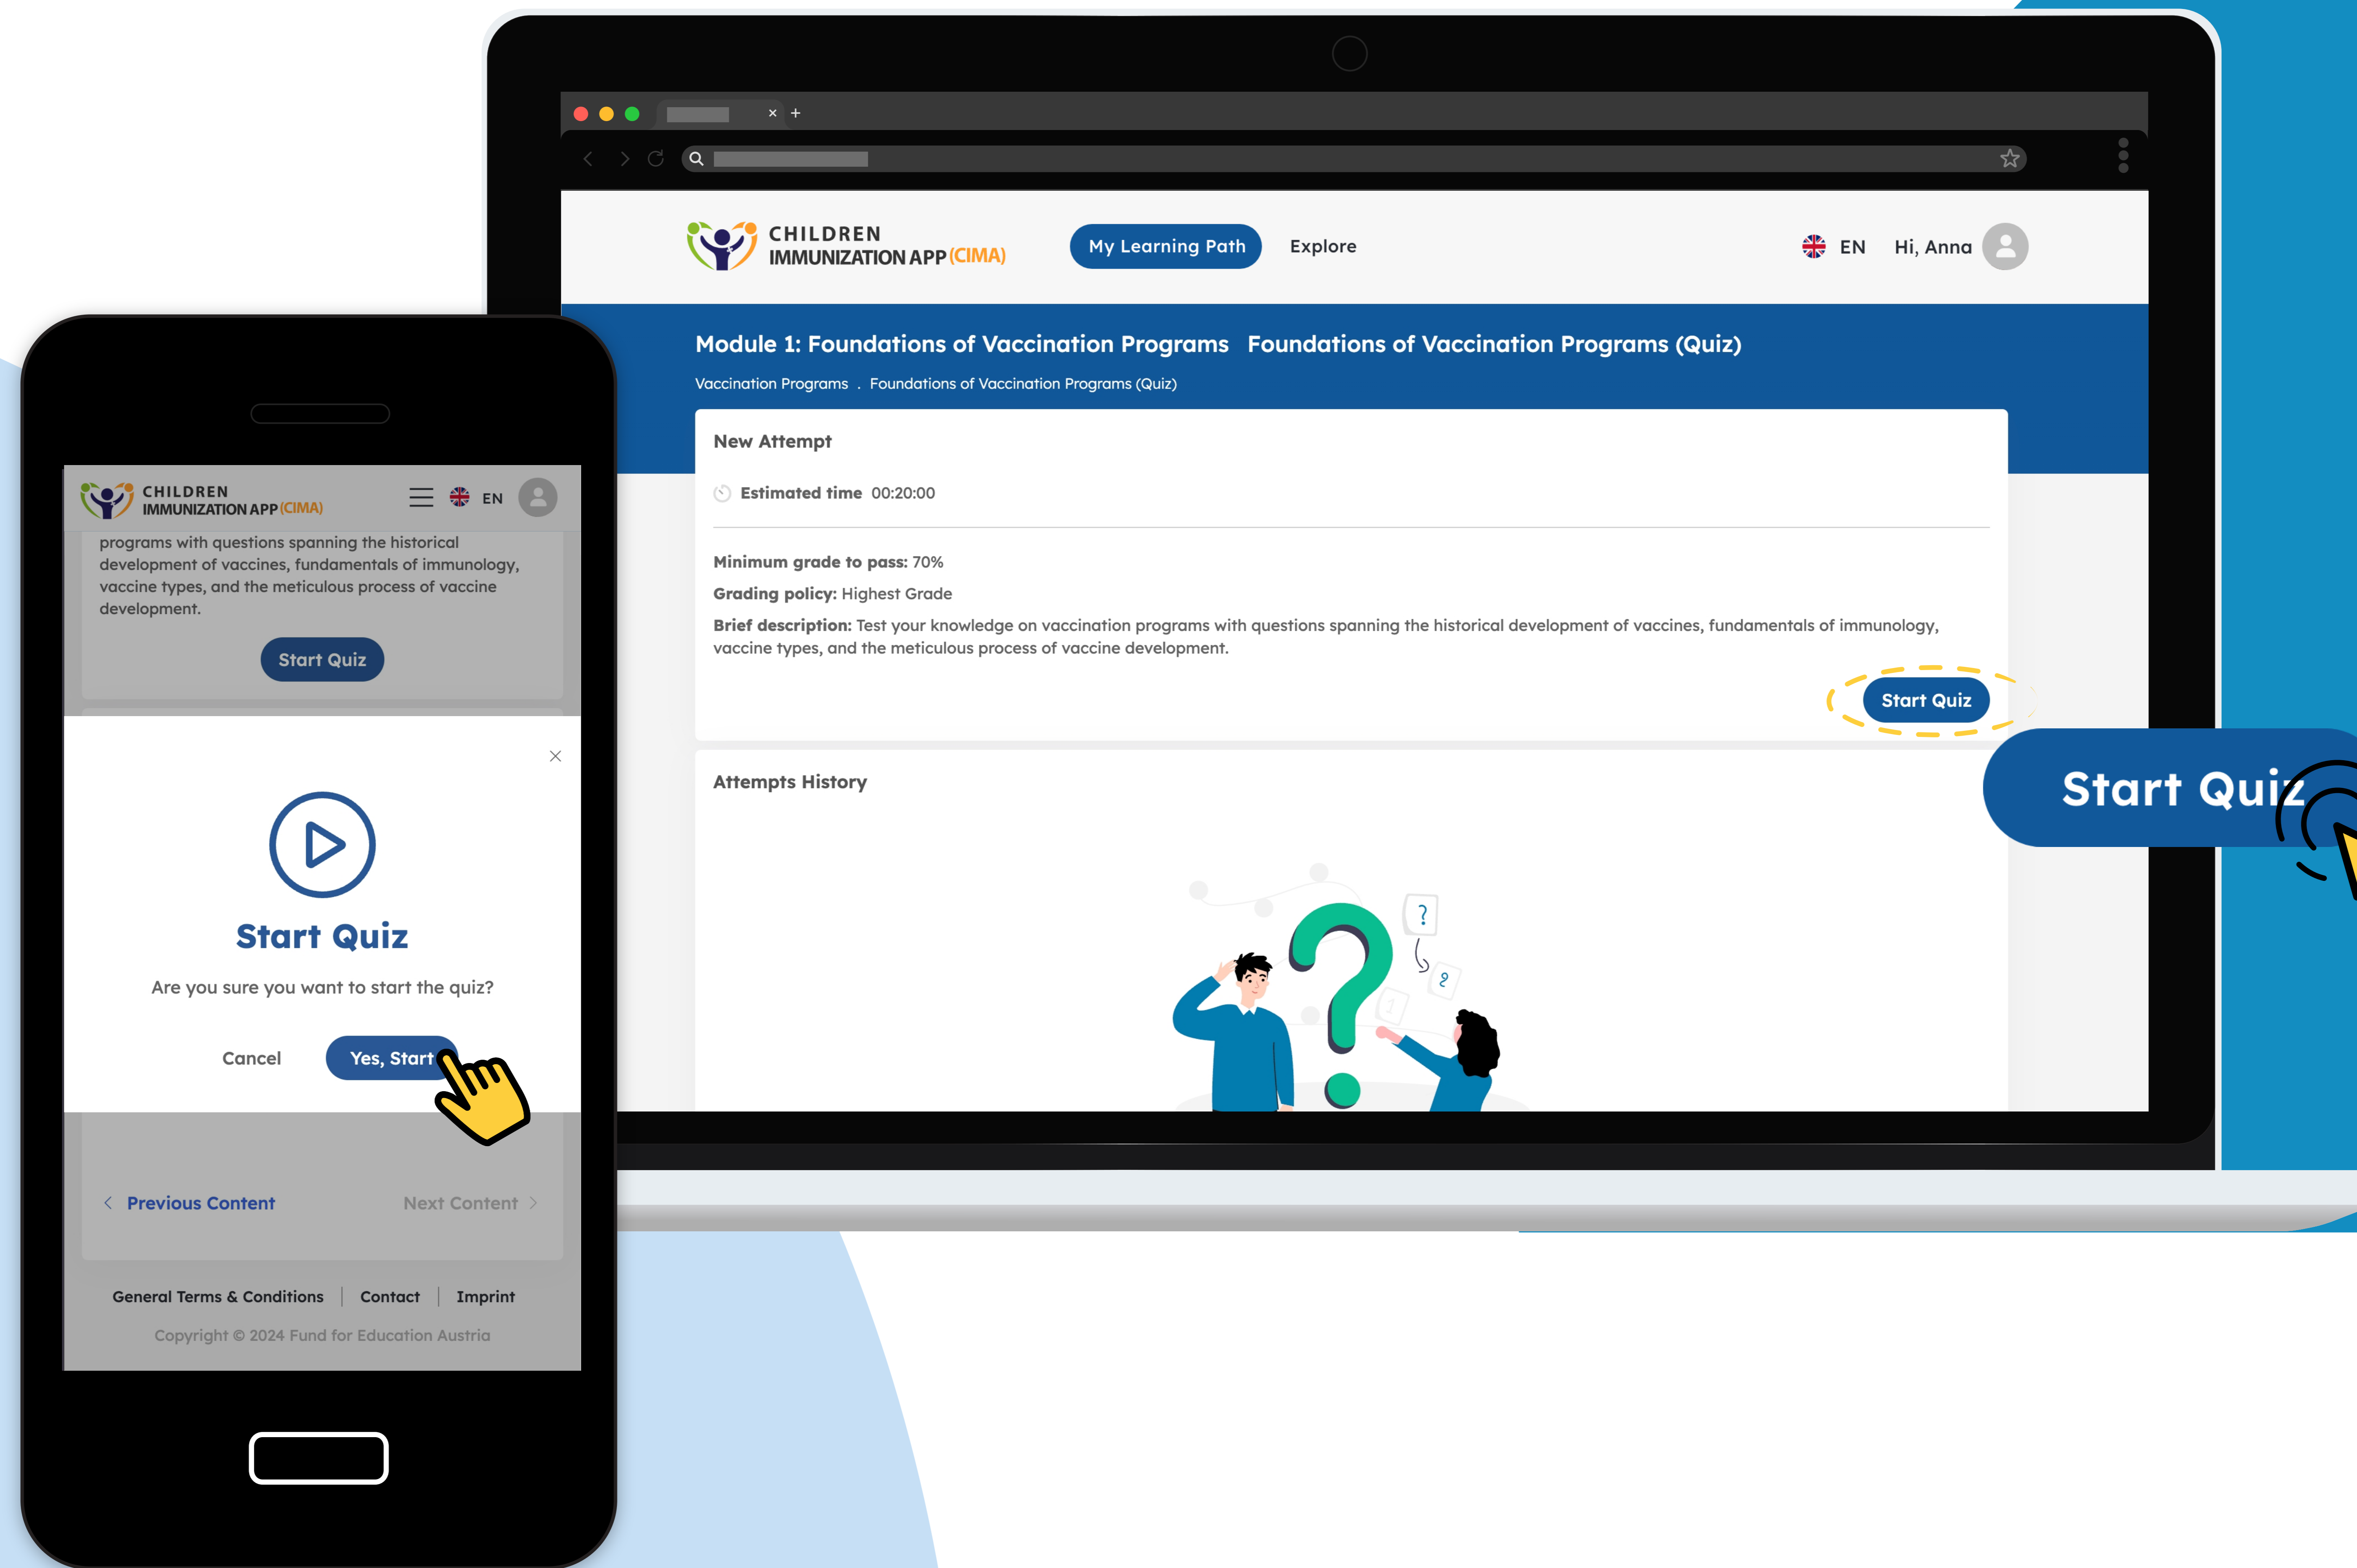 CHILDREN
IMMUNIZATION APP (CIMA)
My Learning Path
Explore
EN
Hi, Anna
Module 1: Foundations of Vaccination Programs Foundations of Vaccination Programs (Quiz)
Vaccination Programs . Foundations of Vaccination Programs (Quiz)
New Attempt
Estimated time 00:20:00
Minimum grade to pass: 70%
Grading policy: Highest Grade
Brief description: Test your knowledge on vaccination programs with questions spanning the historical development of vaccines, fundamentals of immunology,
vaccine types, and the meticulous process of vaccine development.
Start Quiz
Start Quiz
Attempts History
?
?
?
1
CHILDREN
IMMUNIZATION APP (CIMA)
EN
programs with questions spanning the historical
development of vaccines, fundamentals of immunology,
vaccine types, and the meticulous process of vaccine
development.
Start Quiz
Start Quiz
Are you sure you want to start the quiz?
Cancel
Yes, Start
Previous Content
Next Content
General Terms & Conditions | Contact | Imprint
Copyright © 2024 Fund for Education Austria